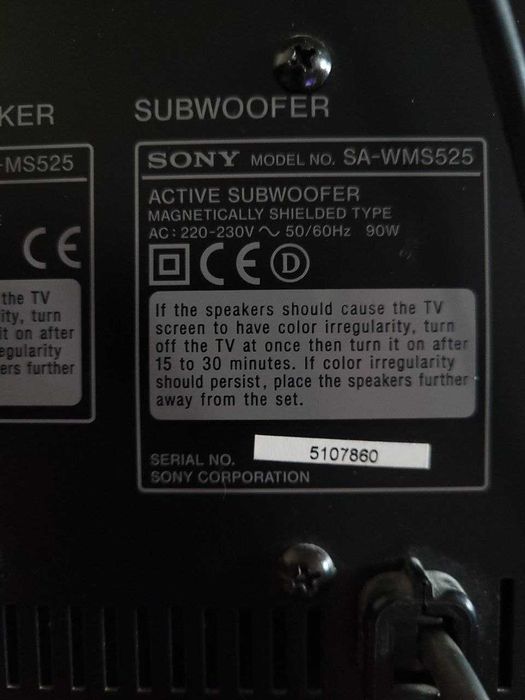 KER
-MS525
CE
the TV
ity, turn
it on after
egularity
ers further
SUBWOOFER
SONY MODEL NO. SA-WMS525
ACTIVE SUBWOOFER
MAGNETICALLY SHIELDED TYPE
AC: 220-230V ~ 50/60Hz 90W
CE D
If the speakers should cause the TV
screen to have color irregularity, turn
off the TV at once then turn it on after
15 to 30 minutes. If color irregularity
should persist, place the speakers further
away from the set.
SERIAL NO. 5107860
SONY CORPORATION